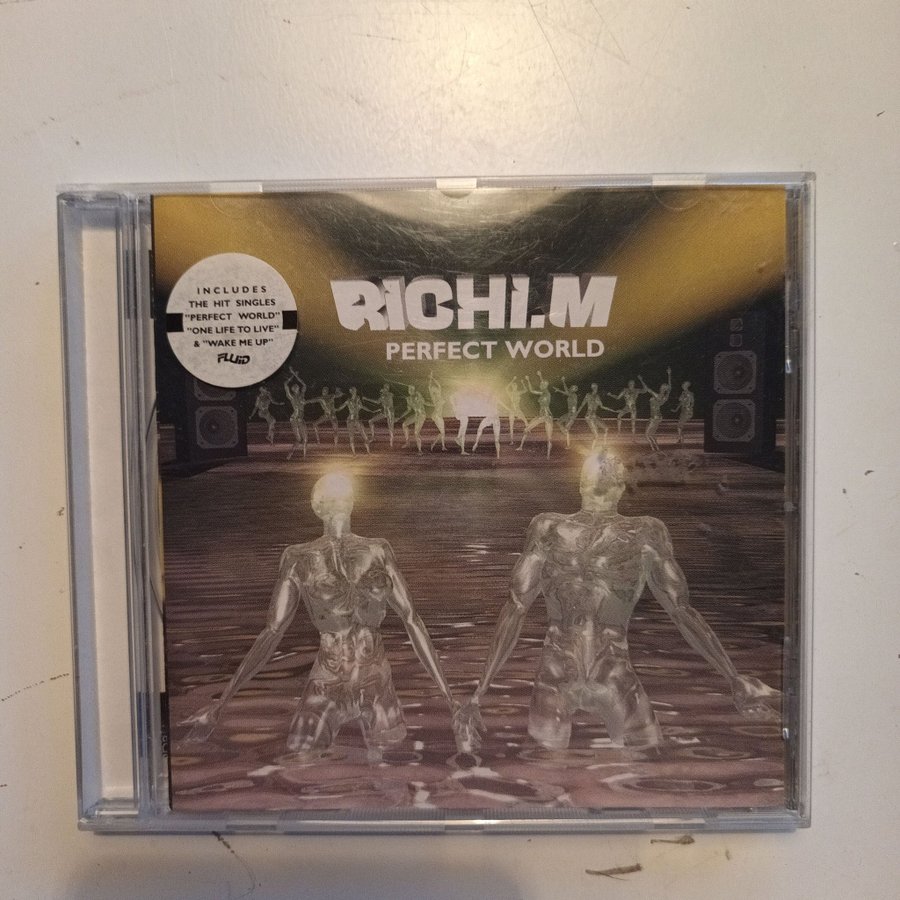 INCLUDES
THE HIT SINGLES
"PERFECT WORLD"
"ONE LIFE TO LIVE"
& "WAKE ME UP"
FLUID
RICHI.M
PERFECT WORLD